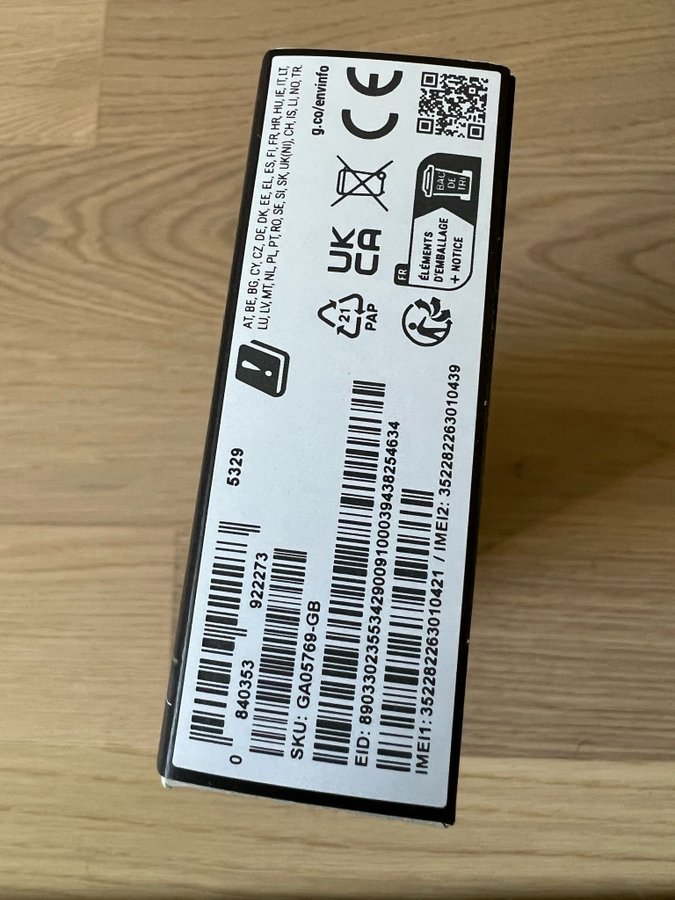 AT, BE, BG, CY, CZ, DE, DK, EE, EL, ES, FI, FR, HR, HU, IE, IT, LT,
LU, LV, MT, NL, PL, PT, RO, SE, SI, SK, UK(NI), CH, IS, LI, NO, TR.
g.co/envinfo
CE
UK
CA
21
PAP
FR
ÉLÉMENTS
D'EMBALLAGE
+ NOTICE
BAC
DE
TRI
5329
0 840353 922273
SKU: GA05769-GB
EID: 89033023553429009100039438254634
IMEI1: 352282263010421 / IMEI2: 352282263010439